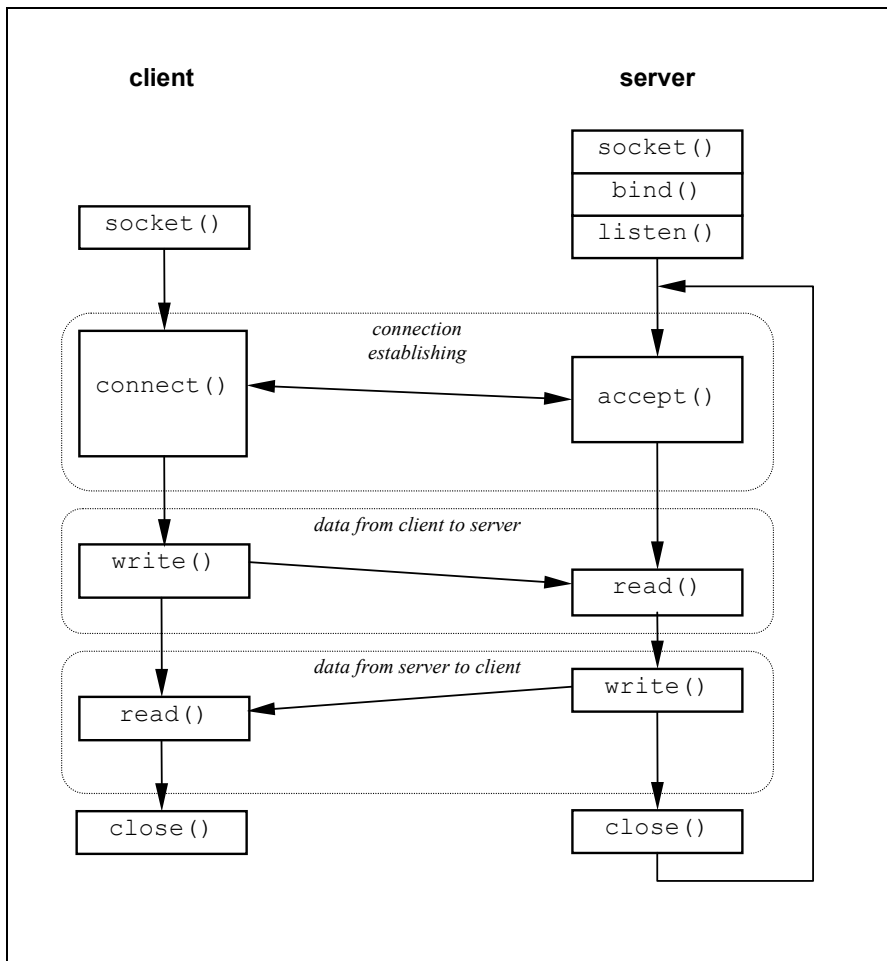 client
server
socket()
bind()
listen()
socket()
connection
establishing
connect()
accept()
data from client to server
write()
read()
data from server to client
write()
read()
close()
close()